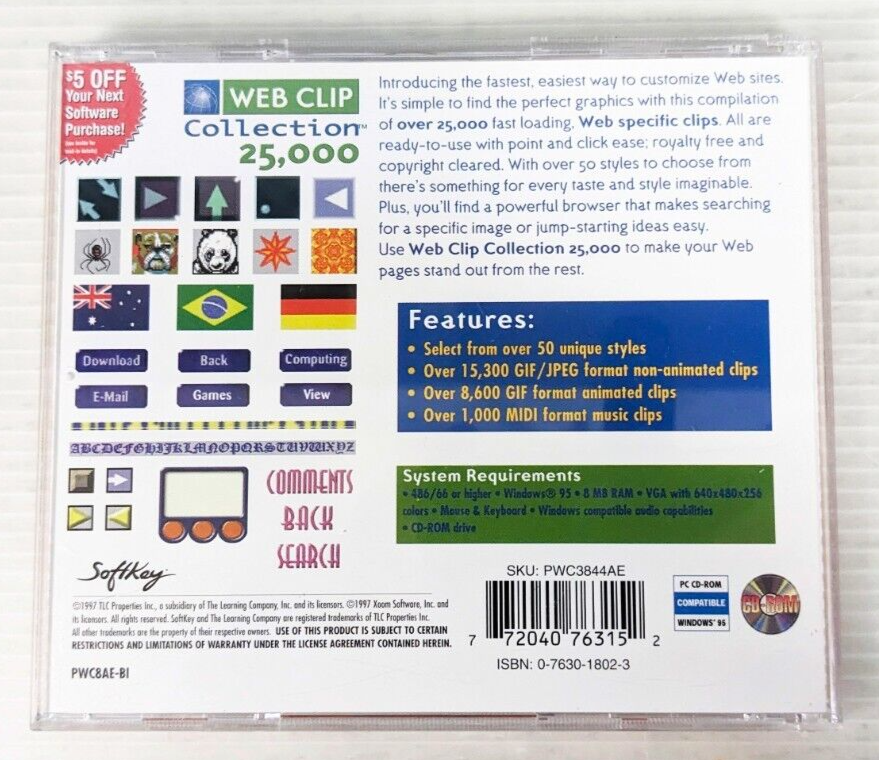 $5 OFF
Your Next
Software
Purchase!
WEB CLIP
Collection™
25,000
Introducing the fastest, easiest way to customize Web sites.
It's simple to find the perfect graphics with this compilation
of over 25,000 fast loading, Web specific clips. All are
ready-to-use with point and click ease; royalty free and
copyright cleared. With over 50 styles to choose from
there's something for every taste and style imaginable.
Plus, you'll find a powerful browser that makes searching
for a specific image or jump-starting ideas easy.
Use Web Clip Collection 25,000 to make your Web
pages stand out from the rest.
Download
Back
Computing
E-Mail
Games
View
ABCDEFGHIJKLMNOPQRSTUVWXYZ
COMMENTS
BACK
SEARCH
Features:
• Select from over 50 unique styles
• Over 15,300 GIF/JPEG format non-animated clips
• Over 8,600 GIF format animated clips
• Over 1,000 MIDI format music clips
System Requirements
• 486/66 or higher • Windows® 95 • 8 MB RAM • VGA with 640x480x256
colors • Mouse & Keyboard • Windows compatible audio capabilities
• CD-ROM drive
SoftKey
©1997 TLC Properties Inc., a subsidiary of The Learning Company, Inc. and its licensors. ©1997 Xoom Software, Inc. and
its licensors. All rights reserved. SoftKey and The Learning Company are registered trademarks of TLC Properties Inc.
All other trademarks are the property of their respective owners. USE OF THIS PRODUCT IS SUBJECT TO CERTAIN
RESTRICTIONS AND LIMITATIONS OF WARRANTY UNDER THE LICENSE AGREEMENT CONTAINED HEREIN.
PWC8AE-BI
SKU: PWC3844AE
7 72040 76315 2
ISBN: 0-7630-1802-3
PC CD-ROM
COMPATIBLE
WINDOWS® 95
CD-ROM